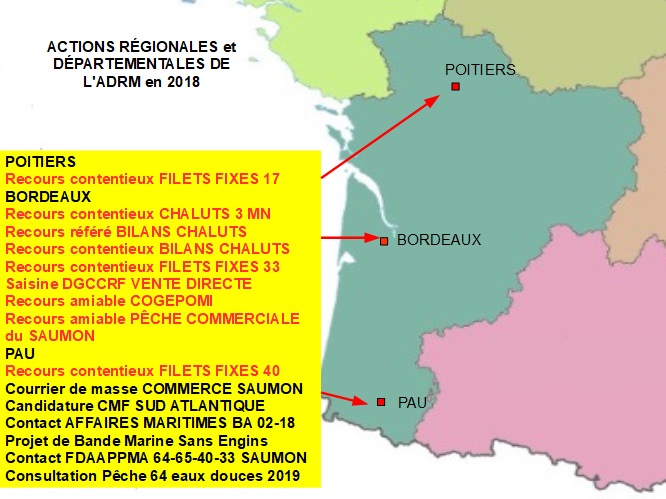 ACTIONS RÉGIONALES et
DÉPARTEMENTALES DE
L'ADRM en 2018
POITIERS
BORDEAUX
PAU
POITIERS
Recours contentieux FILETS FIXES 17
BORDEAUX
Recours contentieux CHALUTS 3 MN
Recours référé BILANS CHALUTS
Recours contentieux BILANS CHALUTS
Recours contentieux FILETS FIXES 33
Saisine DGCCRF VENTE DIRECTE
Recours amiable COGEPOMI
Recours amiable PÊCHE COMMERCIALE
du SAUMON
PAU
Recours contentieux FILETS FIXES 40
Courrier de masse COMMERCE SAUMON
Candidature CMF SUD ATLANTIQUE
Contact AFFAIRES MARITIMES BA 02-18
Projet de Bande Marine Sans Engins
Contact FDAAPPMA 64-65-40-33 SAUMON
Consultation Pêche 64 eaux douces 2019